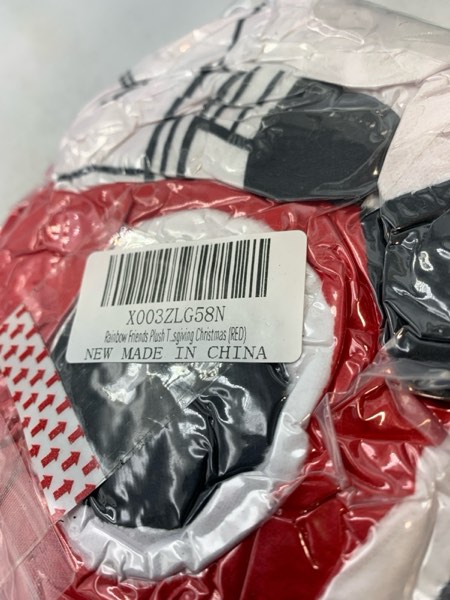 X003ZLG58N
Rainbow Friends Plush T...sgiving Christmas (RED)
NEW MADE IN CHINA